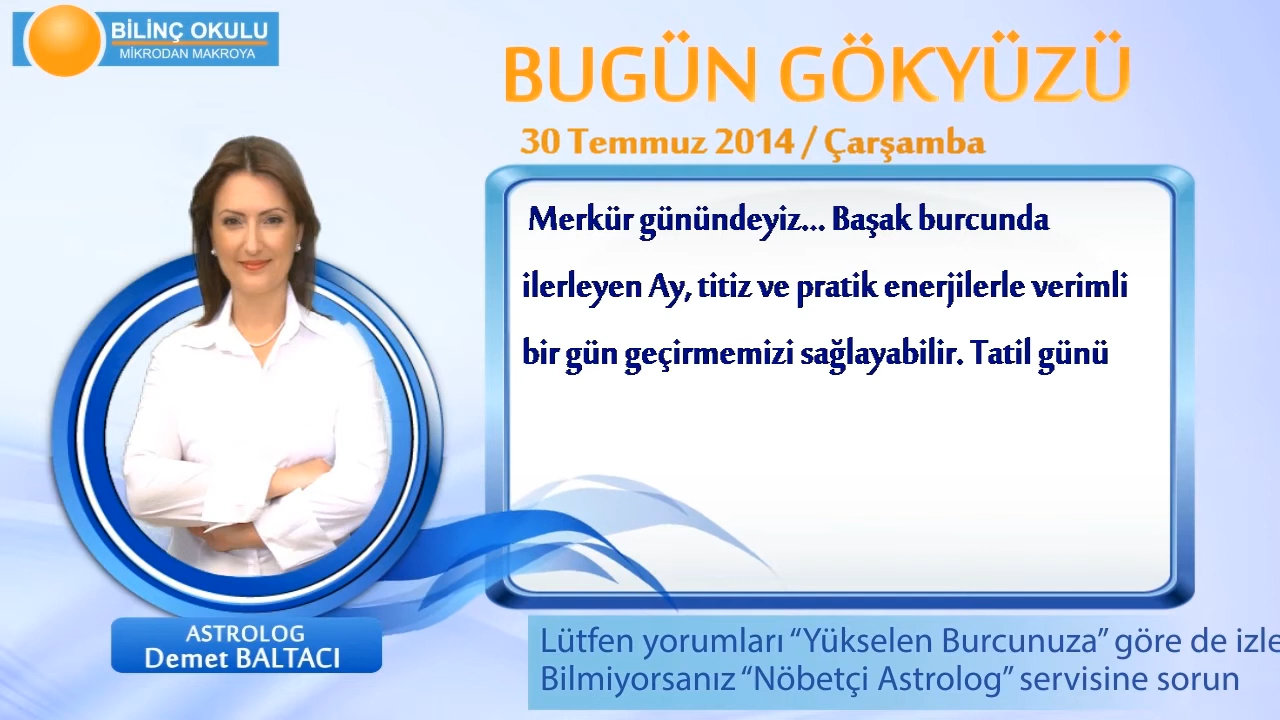 BİLİNÇ OKULU
MİKRODAN MAKROYA
BUGÜN GÖKYÜZÜ
30 Temmuz 2014 / Çarşamba
Merkür günündeyiz... Başak burcunda
ilerleyen Ay, titiz ve pratik enerjilerle verimli
bir gün geçirmemizi sağlayabilir. Tatil günü
ASTROLOG
Demet BALTACI
Lütfen yorumları “Yükselen Burcunuza” göre de izle
Bilmiyorsanız “Nöbetçi Astrolog” servisine sorun